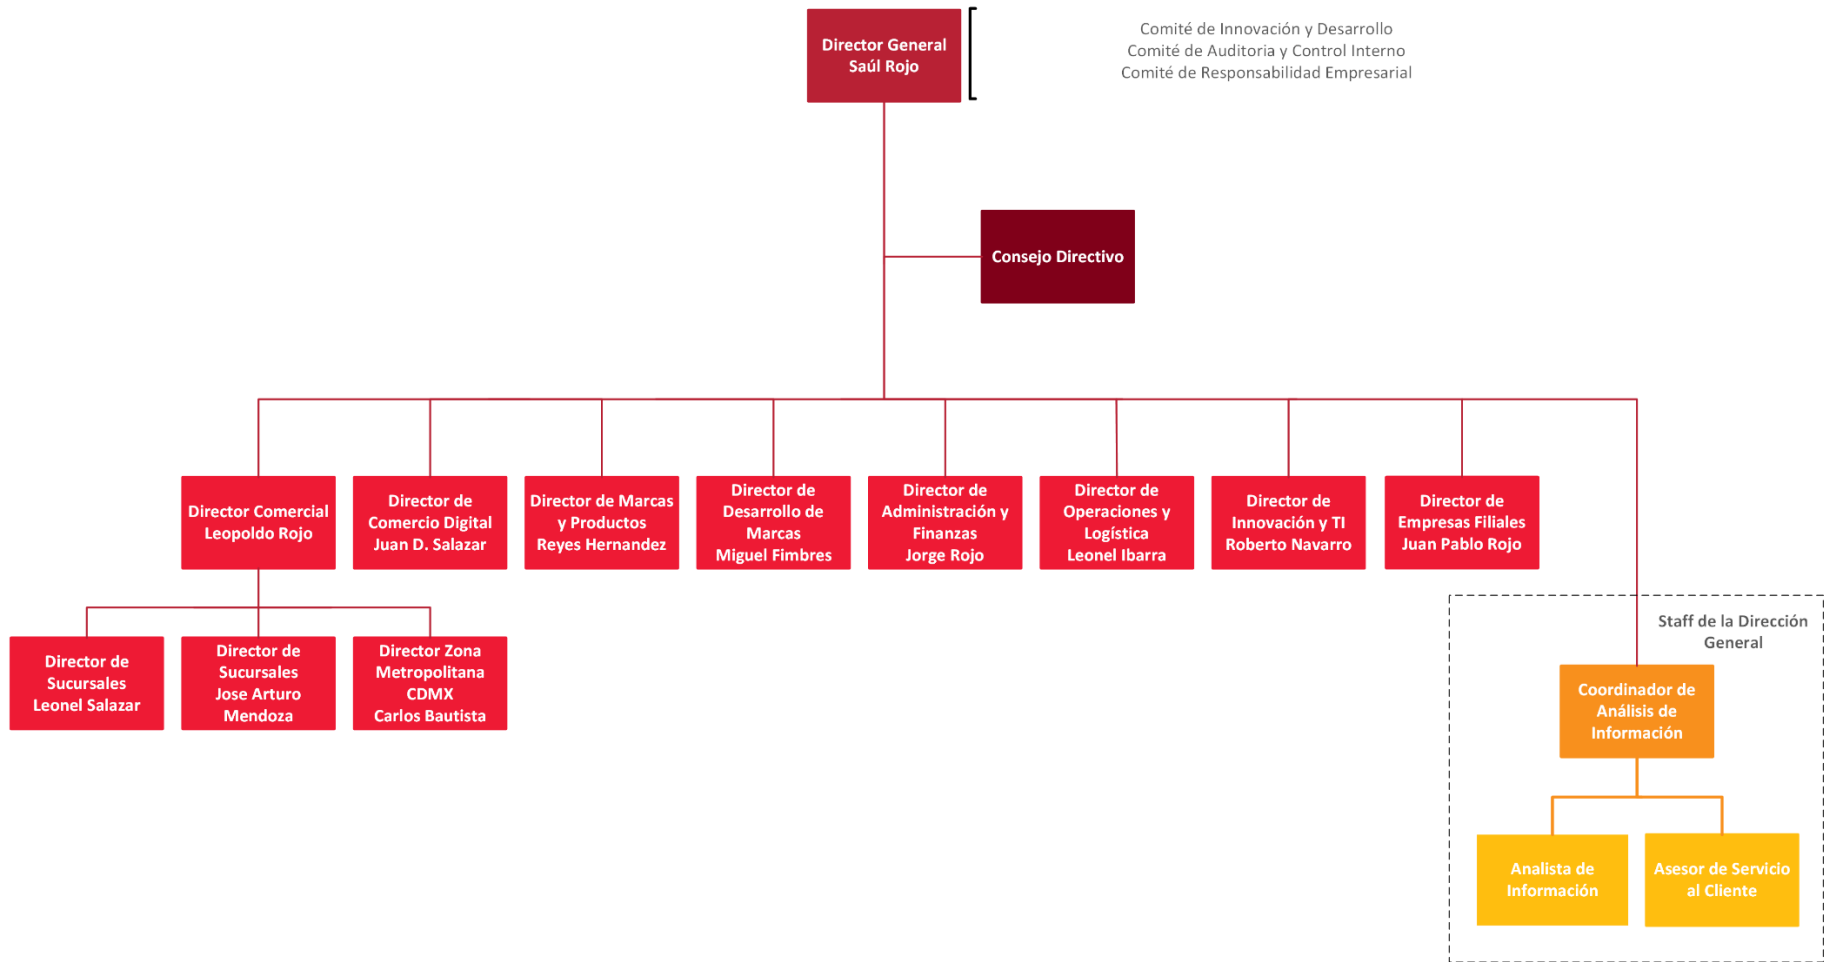 Director General
Saúl Rojo
Comité de Innovación y Desarrollo
Comité de Auditoria y Control Interno
Comité de Responsabilidad Empresarial
Consejo Directivo
Director Comercial
Leopoldo Rojo
Director de
Comercio Digital
Juan D. Salazar
Director de Marcas
y Productos
Reyes Hernandez
Director de
Desarrollo de
Marcas
Miguel Fimbres
Director de
Administración y
Finanzas
Jorge Rojo
Director de
Operaciones y
Logística
Leonel Ibarra
Director de
Innovación y TI
Roberto Navarro
Director de
Empresas Filiales
Juan Pablo Rojo
Director de
Sucursales
Leonel Salazar
Director de
Sucursales
Jose Arturo
Mendoza
Director Zona
Metropolitana
CDMX
Carlos Bautista
Staff de la Dirección
General
Coordinador de
Análisis de
Información
Analista de
Información
Asesor de Servicio
al Cliente